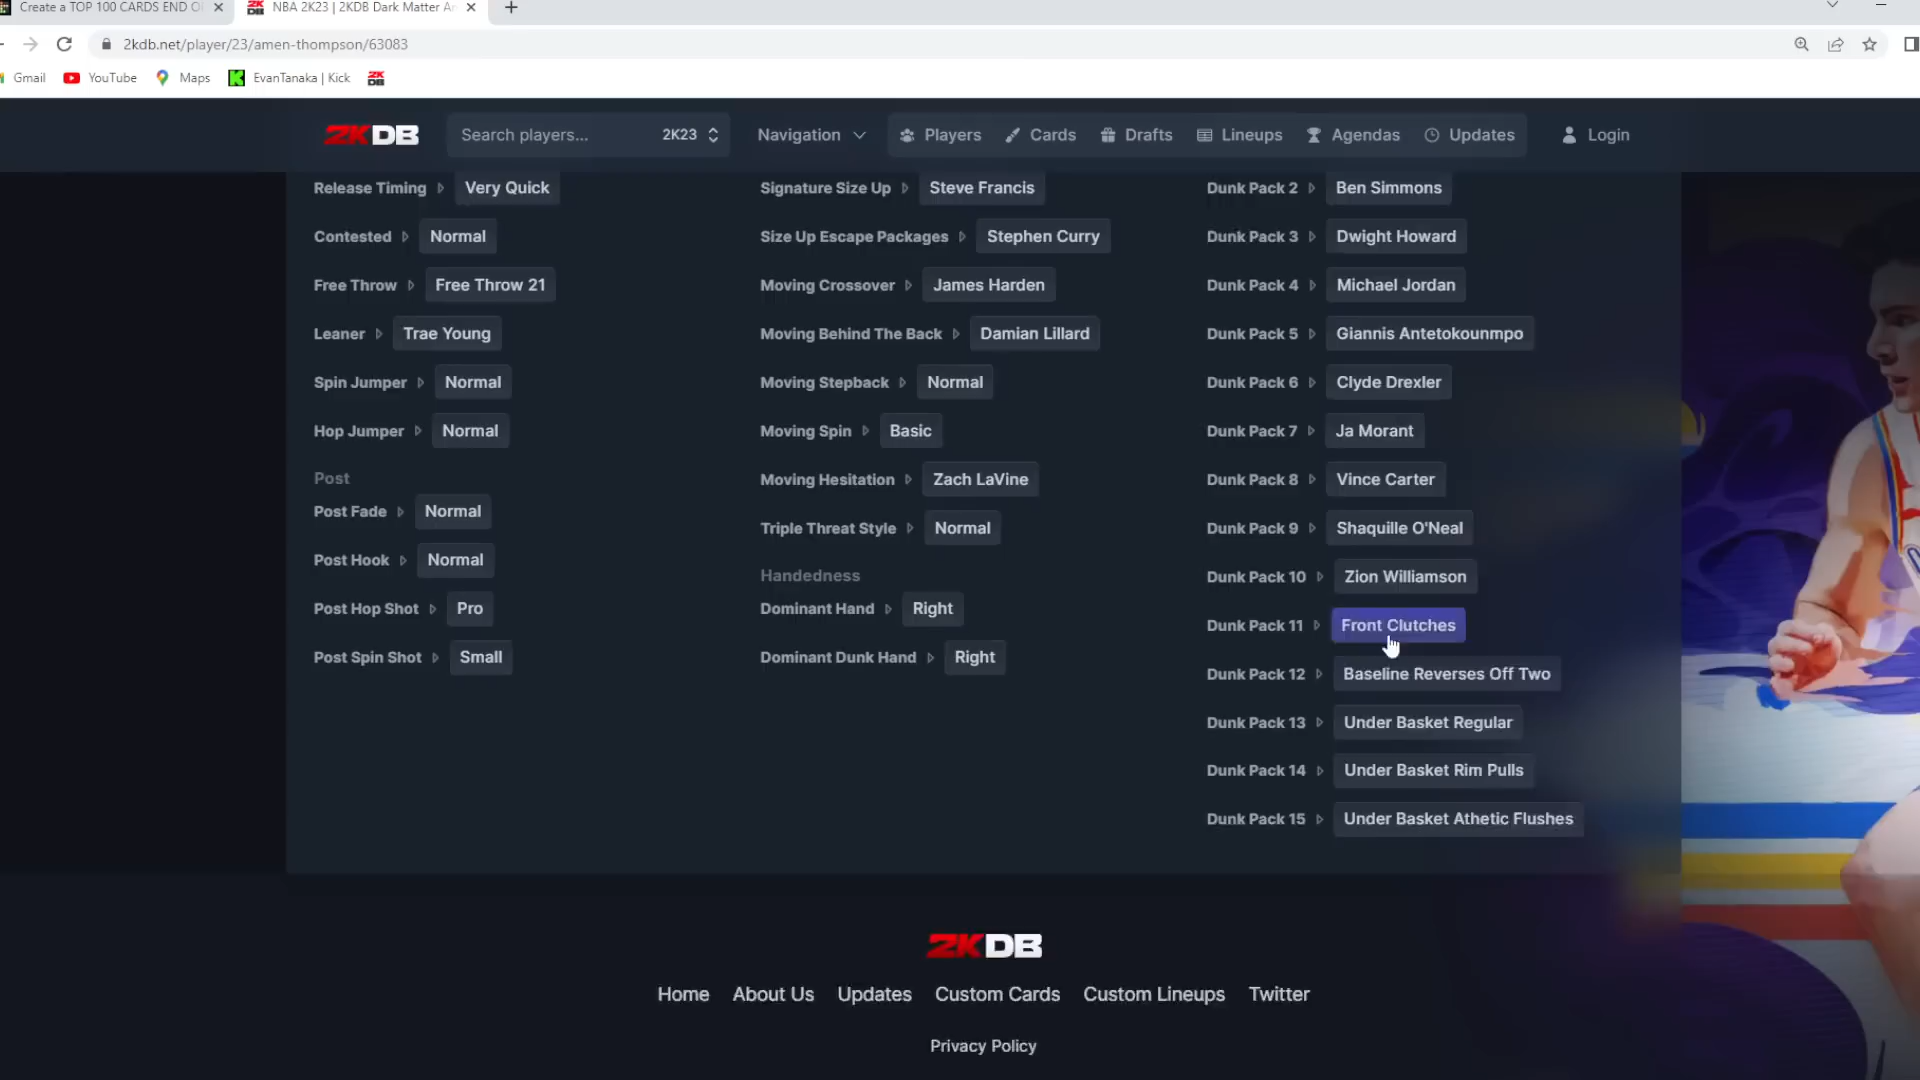 Create a TOP 100 CARDS END O
NBA 2K23 | 2KDB Dark Matter Am
2kdb.net/player/23/amen-thompson/63083
Gmail YouTube Maps EvanTanaka | Kick 2K DB
2KDB Search players... 2K23 Navigation Players Cards Drafts Lineups Agendas Updates Login
Release Timing Very Quick
Contested Normal
Free Throw Free Throw 21
Leaner Trae Young
Spin Jumper Normal
Hop Jumper Normal
Post
Post Fade Normal
Post Hook Normal
Post Hop Shot Pro
Post Spin Shot Small
Signature Size Up Steve Francis
Size Up Escape Packages Stephen Curry
Moving Crossover James Harden
Moving Behind The Back Damian Lillard
Moving Stepback Normal
Moving Spin Basic
Moving Hesitation Zach LaVine
Triple Threat Style Normal
Handedness
Dominant Hand Right
Dominant Dunk Hand Right
Dunk Pack 2 Ben Simmons
Dunk Pack 3 Dwight Howard
Dunk Pack 4 Michael Jordan
Dunk Pack 5 Giannis Antetokounmpo
Dunk Pack 6 Clyde Drexler
Dunk Pack 7 Ja Morant
Dunk Pack 8 Vince Carter
Dunk Pack 9 Shaquille O'Neal
Dunk Pack 10 Zion Williamson
Dunk Pack 11 Front Clutches
Dunk Pack 12 Baseline Reverses Off Two
Dunk Pack 13 Under Basket Regular
Dunk Pack 14 Under Basket Rim Pulls
Dunk Pack 15 Under Basket Athetic Flushes
2KDB
Home About Us Updates Custom Cards Custom Lineups Twitter
Privacy Policy